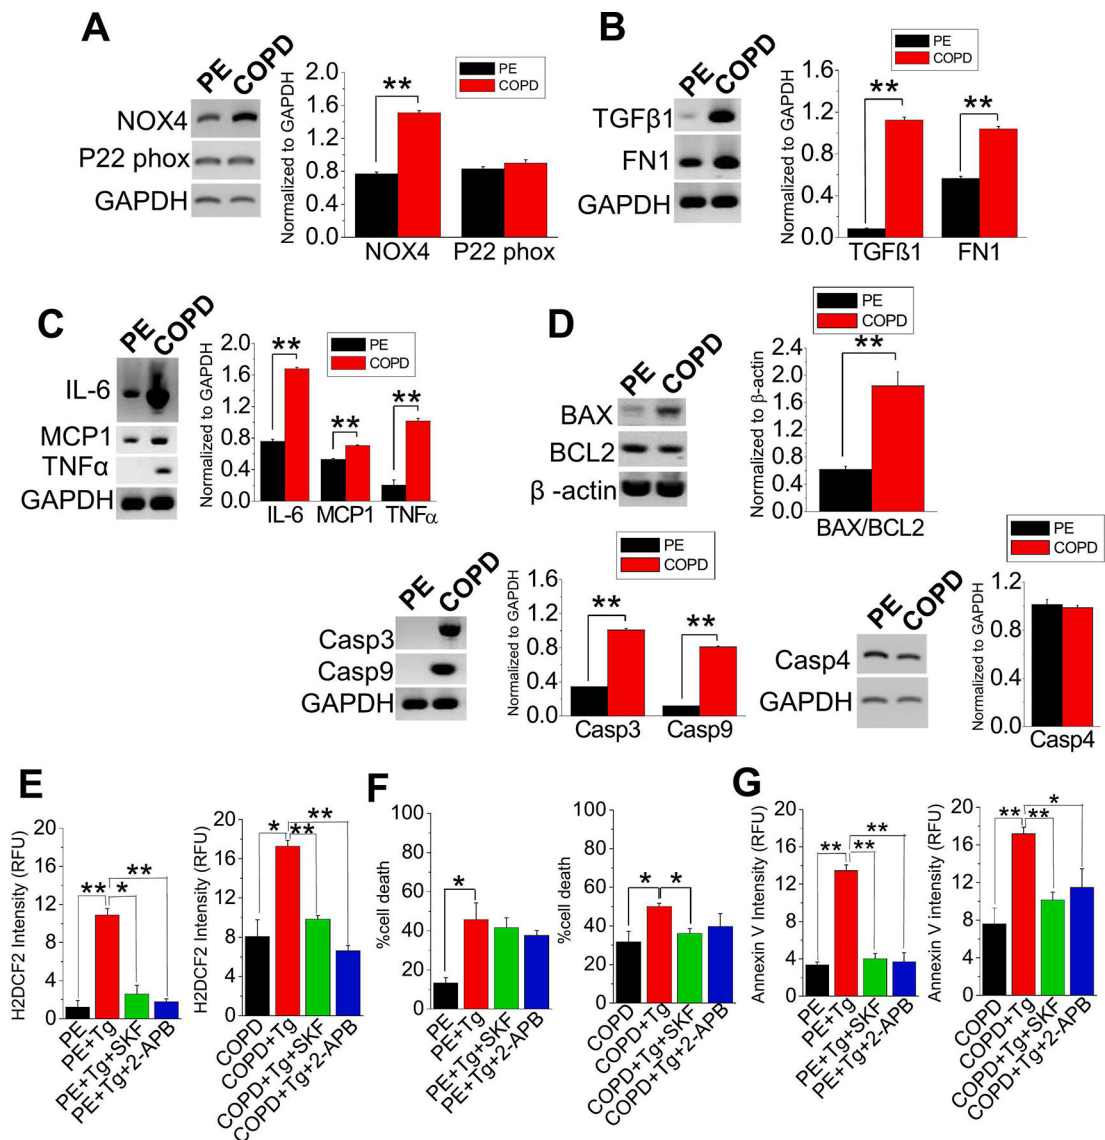 A
PE COPD
NOX4
P22 phox
GAPDH
Normalized to GAPDH
2.0
1.6
1.2
0.8
0.4
0.0
**
PE
COPD
NOX4 P22 phox
B
PE COPD
TGFβ1
FN1
GAPDH
Normalized to GAPDH
1.6
1.2
0.8
0.4
0.0
** **
PE
COPD
TGFß1 FN1
C
PE COPD
IL-6
MCP1
TNFα
GAPDH
Normalized to GAPDH
2.0
1.6
1.2
0.8
0.4
0.0
** ** **
PE
COPD
IL-6 MCP1 TNFα
D
PE COPD
BAX
BCL2
β -actin
Normalized to β-actin
2.4
2.0
1.6
1.2
0.8
0.4
0.0
**
PE
COPD
BAX/BCL2
PE COPD
Casp3
Casp9
GAPDH
Normalized to GAPDH
1.6
1.2
0.8
0.4
0.0
** **
PE
COPD
Casp3 Casp9
PE COPD
Casp4
GAPDH
Normalized to GAPDH
1.2
0.8
0.4
0.0
PE
COPD
Casp4
E
H2DCF2 Intensity (RFU)
20
16
12
8
4
0
** * **
PE
PE+Tg
PE+Tg+SKF
PE+Tg+2-APB
H2DCF2 Intensity (RFU)
20
16
12
8
4
0
* ** **
COPD
COPD+Tg
COPD+Tg+SKF
COPD+Tg+2-APB
F
%cell death
100
80
60
40
20
0
*
PE
PE+Tg
PE+Tg+SKF
PE+Tg+2-APB
%cell death
100
80
60
40
20
0
* *
COPD
COPD+Tg
COPD+Tg+SKF
COPD+Tg+2-APB
G
Annexin V Intensity (RFU)
20
16
12
8
4
0
** ** **
PE
PE+Tg
PE+Tg+SKF
PE+Tg+2-APB
Annexin V intensity (RFU)
20
16
12
8
4
0
** ** *
COPD
COPD+Tg
COPD+Tg+SKF
COPD+Tg+2-APB